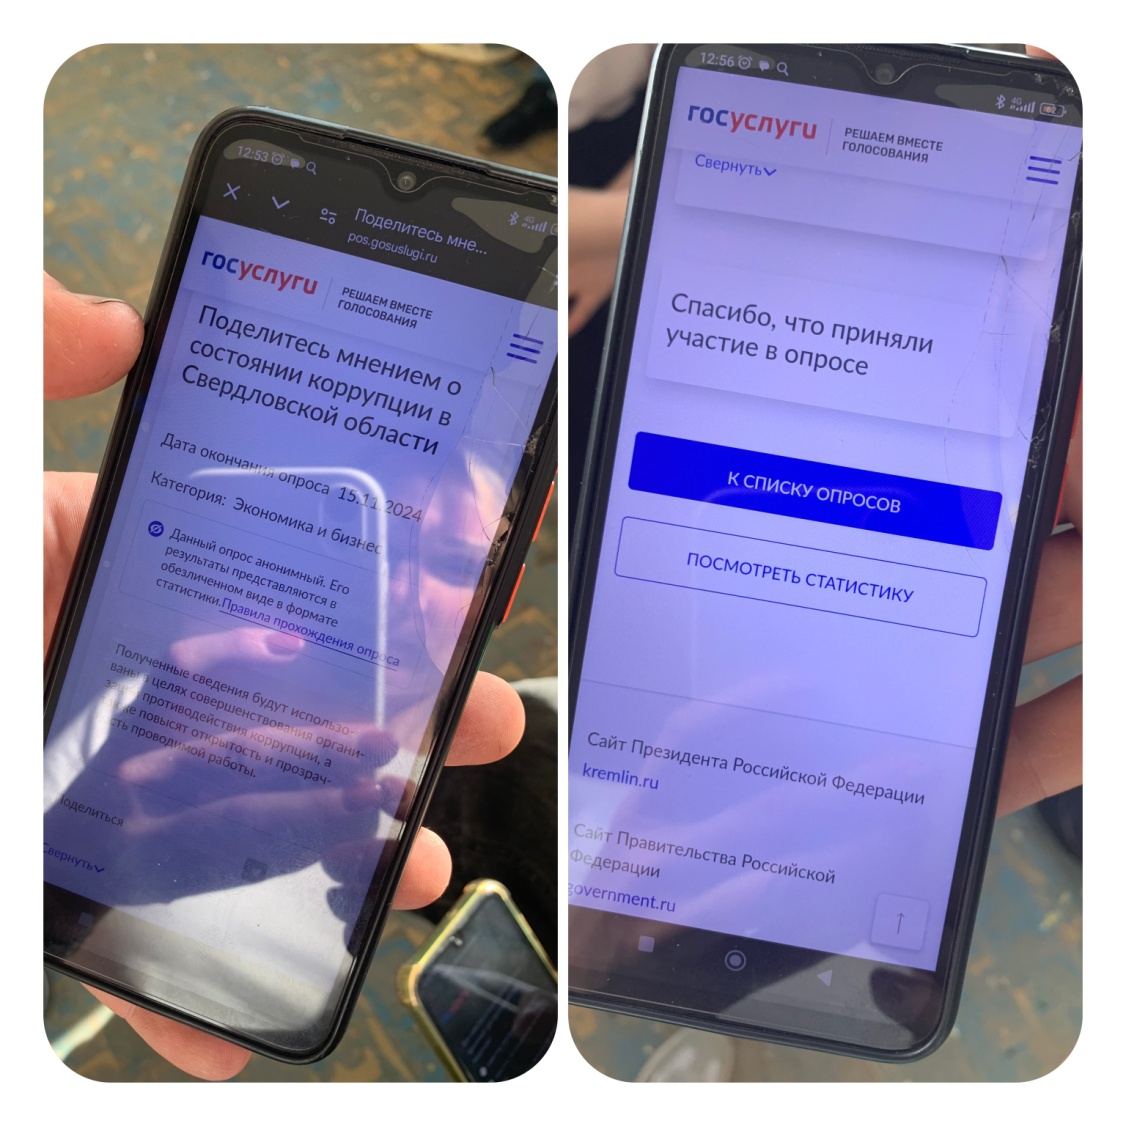 12:53
Поделитесь мне...
pos.gosuslugi.ru
4G
госуслуги
РЕШАЕМ ВМЕСТЕ
ГОЛОСОВАНИЯ
Поделитесь мнением о
состоянии коррупции в
Свердловской области
Дата окончания опроса 15.11.2024
Категория: Экономика и бизнес
Данный опрос анонимный. Его
результаты представляются в
обезличенном виде в формате
статистики.Правила прохождения опроса
Полученные сведения будут использо-
ваны в целях совершенствования органи-
противодействия коррупции, а
повысят открытость и прозрач-
проводимой работы.
Поделиться
Свернуть
12:56
4G
госуслуги
РЕШАЕМ ВМЕСТЕ
ГОЛОСОВАНИЯ
Свернуть
Спасибо, что приняли
участие в опросе
К СПИСКУ ОПРОСОВ
ПОСМОТРЕТЬ СТАТИСТИКУ
Сайт Президента Российской Федерации
kremlin.ru
Сайт Правительства Российской
Федерации
government.ru